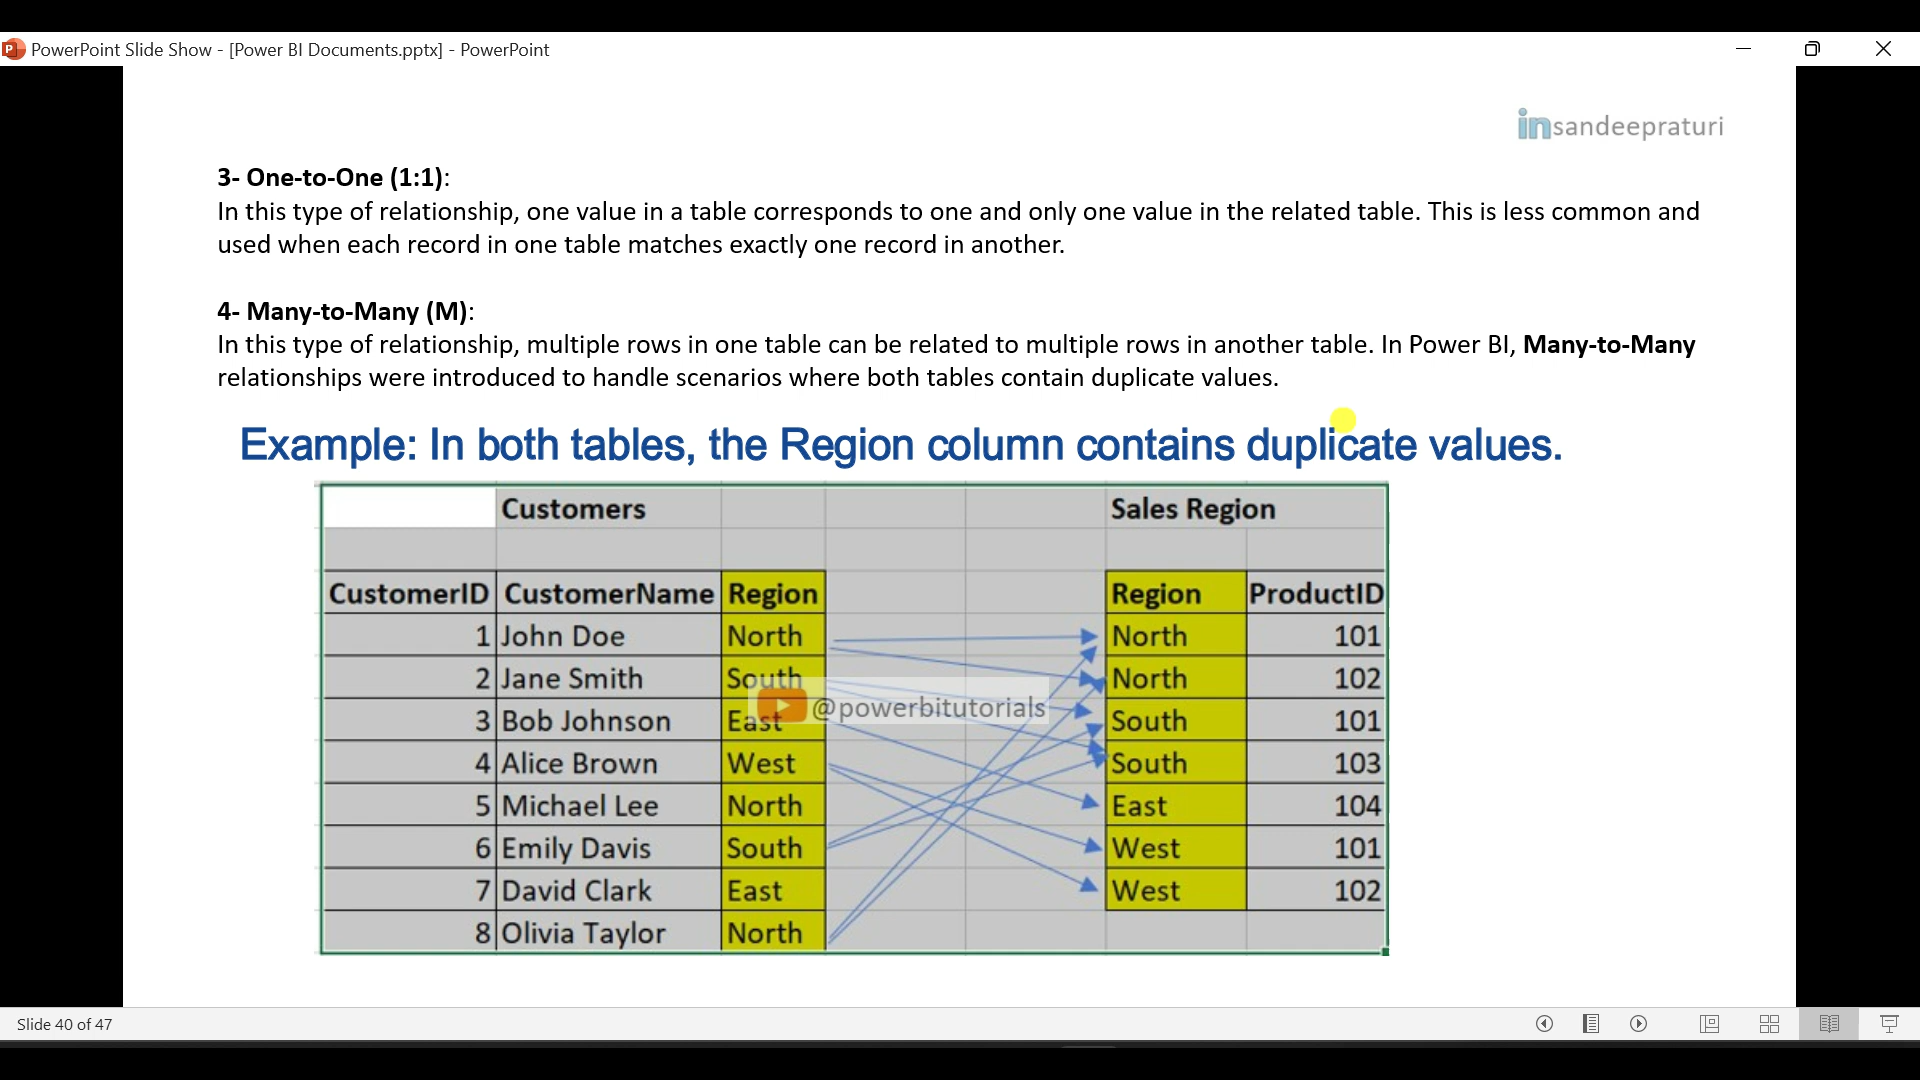 PowerPoint Slide Show - [Power BI Documents.pptx] - PowerPoint
insandeepraturi
3- One-to-One (1:1):
In this type of relationship, one value in a table corresponds to one and only one value in the related table. This is less common and
used when each record in one table matches exactly one record in another.
4- Many-to-Many (M):
In this type of relationship, multiple rows in one table can be related to multiple rows in another table. In Power BI, Many-to-Many
relationships were introduced to handle scenarios where both tables contain duplicate values.
Example: In both tables, the Region column contains duplicate values.
Customers Sales Region
CustomerID CustomerName Region Region ProductID
1 John Doe North North 101
2 Jane Smith South North 102
@powerbitutorials
3 Bob Johnson East South 101
4 Alice Brown West South 103
5 Michael Lee North East 104
6 Emily Davis South West 101
7 David Clark East West 102
8 Olivia Taylor North
Slide 40 of 47